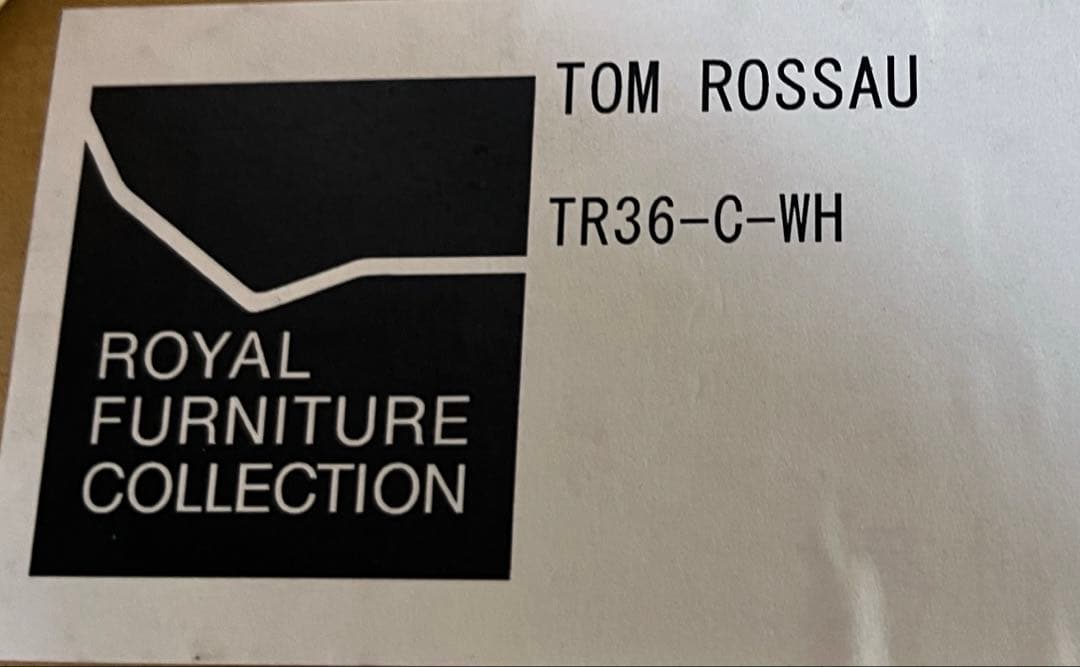 TOM ROSSAU
TR36-C-WH
ROYAL
FURNITURE
COLLECTION